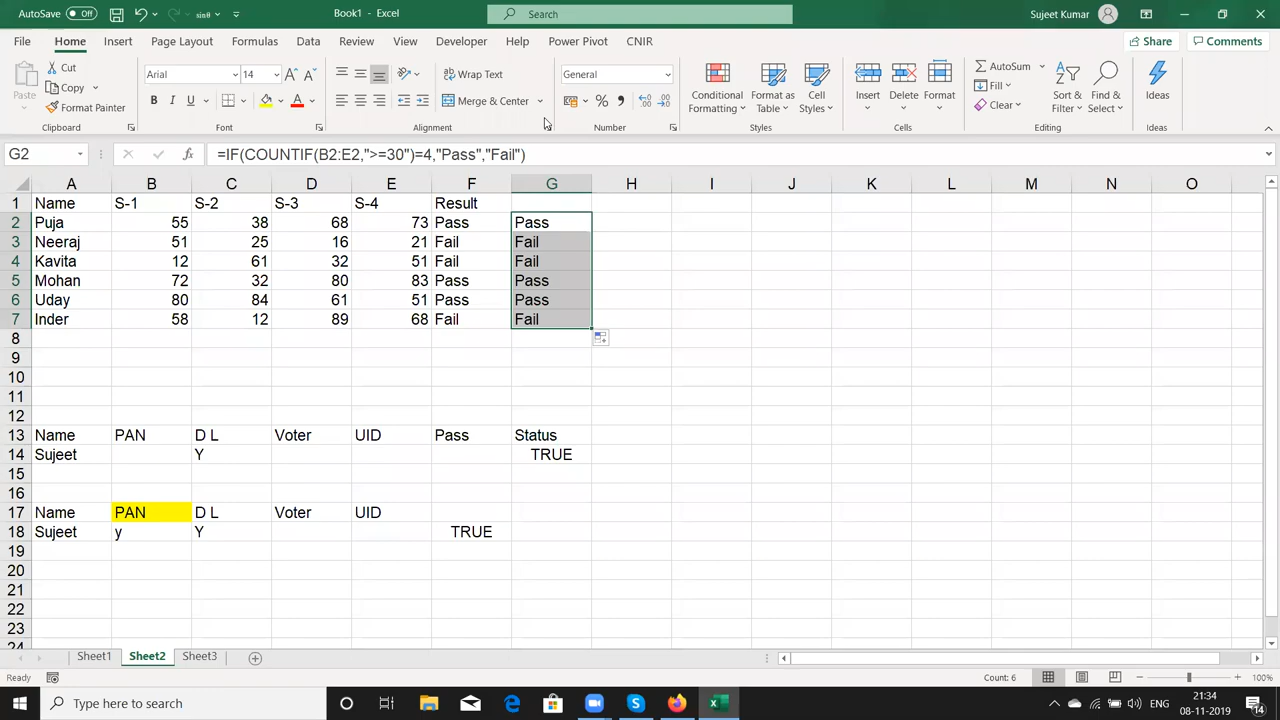 AutoSave Off sinθ Book1 - Excel Search Sujeet Kumar
File Home Insert Page Layout Formulas Data Review View Developer Help Power Pivot CNIR Share Comments
Paste Cut Copy Format Painter
Clipboard
Arial 14 A A
B I U A
Font
Wrap Text
Merge & Center
Alignment
General
% ,
Number
Conditional Formatting Format as Table Cell Styles
Styles
Insert Delete Format
Cells
AutoSum Fill Clear Sort & Filter Find & Select
Editing
Ideas
Ideas
G2 fx =IF(COUNTIF(B2:E2,">=30")=4,"Pass","Fail")
A B C D E F G H I J K L M N O
1 Name S-1 S-2 S-3 S-4 Result
2 Puja 55 38 68 73 Pass Pass
3 Neeraj 51 25 16 21 Fail Fail
4 Kavita 12 61 32 51 Fail Fail
5 Mohan 72 32 80 83 Pass Pass
6 Uday 80 84 61 51 Pass Pass
7 Inder 58 12 89 68 Fail Fail
8
9
10
11
12
13 Name PAN D L Voter UID Pass Status
14 Sujeet Y TRUE
15
16
17 Name PAN D L Voter UID
18 Sujeet y Y TRUE
19
20
21
22
23
24
Sheet1 Sheet2 Sheet3
Ready Count: 6 100%
Type here to search ENG 21:34
08-11-2019